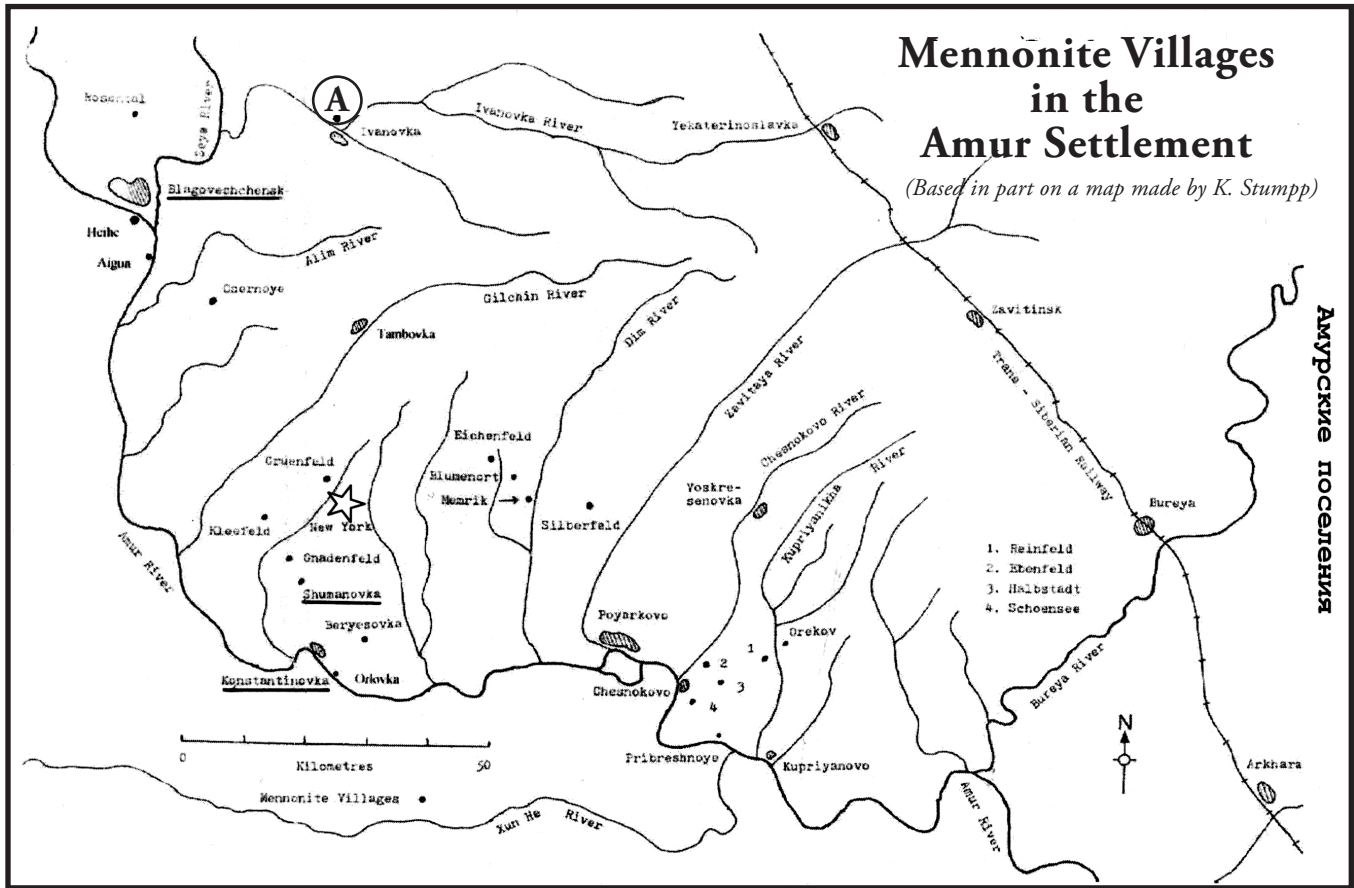 Mennonite Villages
in the
Amur Settlement
(Based in part on a map made by K. Stumpp)
A
Rosental
Seya River
Ivanovka
Ivanovka River
Yekaterinoslavka
Blagoveshchensk
Heihe
Aigun
Alim River
Osernoye
Gilchin River
Tambovka
Dim River
Zavitinsk
Zavitaya River
Trans - Siberian Railway
Амурские поселения
Chesnokovo River
Eichenfeld
Gruenfeld
Blumenort
Memrik
Silberfeld
Voskre-
senovka
Kupriyanikha River
Bureya
Kleefeld
New York
Gnadenfeld
Shumanovka
Amur River
1. Reinfeld
2. Ebenfeld
3. Halbstadt
4. Schoensee
Beryesovka
Poyarkovo
Orekov
1
2
3
4
Konstantinovka
Orlovka
Chesnokovo
Bureya River
Pribreshnoye
Kupriyanovo
N
Arkhara
0
50
Kilometres
Mennonite Villages
Xun He River
Amur River